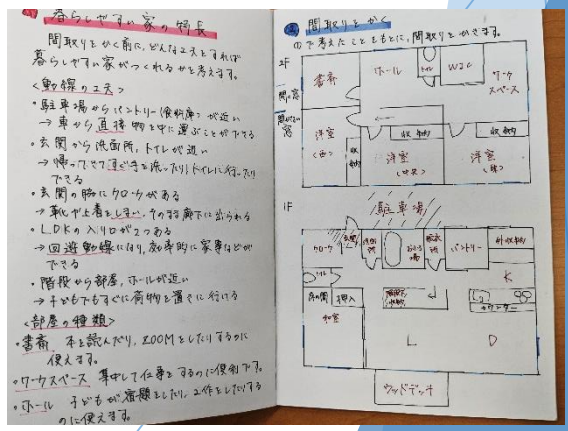 暮らしやすい家の特長
間取りをかく前に、どんな工夫をすれば
暮らしやすい家がつくれるかを考えます。
<動線の工夫>
・駐車場からパントリー(食料庫)が近い
→車から直接物を中に運ぶことができる
・玄関から洗面所、トイレが近い
→帰ってきてすぐ手を洗ったり、トイレに行ったり
できる
・玄関の脇にクロークがある
→靴や上着をしまい、そのまま廊下に出られる
・LDKの入り口が2つある
→回遊動線になり、効率的に家事などが
できる
・階段から部屋、ホールが近い
→子どもでもすぐに荷物を置きに行ける
<部屋の種類>
・書斎 本を読んだり、ZOOMをしたりするのに
使えます。
・ワークスペース 集中して仕事をするのに便利です。
・ホール 子どもが宿題をしたり、工作をしたりする
のに使えます。
間取りをかく
①で考えたことをもとに、間取りをかきます。
2F
書斎
ホール
トイレ
WIC
ワーク
スペース
洋室
収納
収納
収納
洋室
洋室
1F
駐車場
クローク
玄関
パントリー
外収納
トイレ
K
床の間
押入
カウンター
和室
L
D
ウッドデッキ